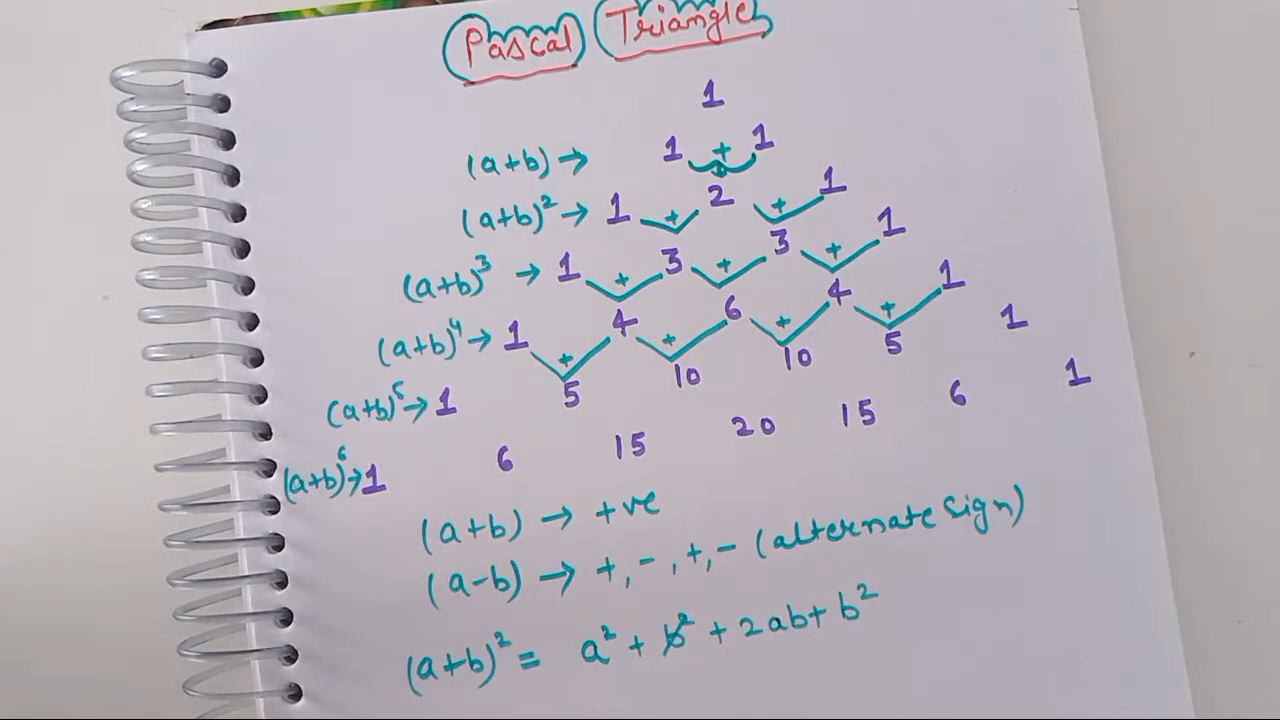 Pascal Triangle
1
(a+b) → 1 + 1
(a+b)² → 1 + 2 + 1
(a+b)³ → 1 + 3 + 3 + 1
(a+b)⁴ → 1 + 4 + 6 + 4 + 1
(a+b)⁵ → 1 5 10 10 5 1
(a+b)⁶ → 1 6 15 20 15 6 1
(a+b) → +ve
(a-b) → +, -, +, - (alternate sign)
(a+b)² = a² + b² + 2ab + b²